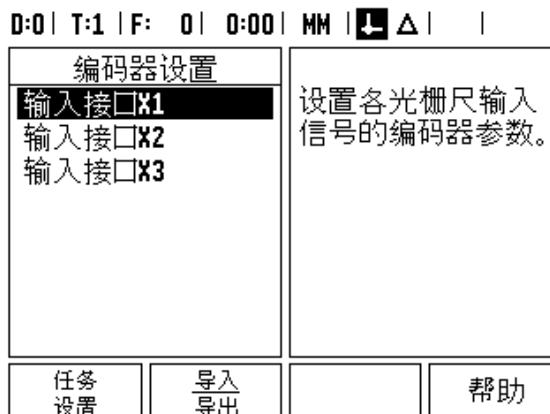 D:0| T:1 |F: 0| 0:00| MM | |
编码器设置
输入接口X1
输入接口X2
输入接口X3
设置各光栅尺输入
信号的编码器参数。
任务
设置
导入
导出
帮助